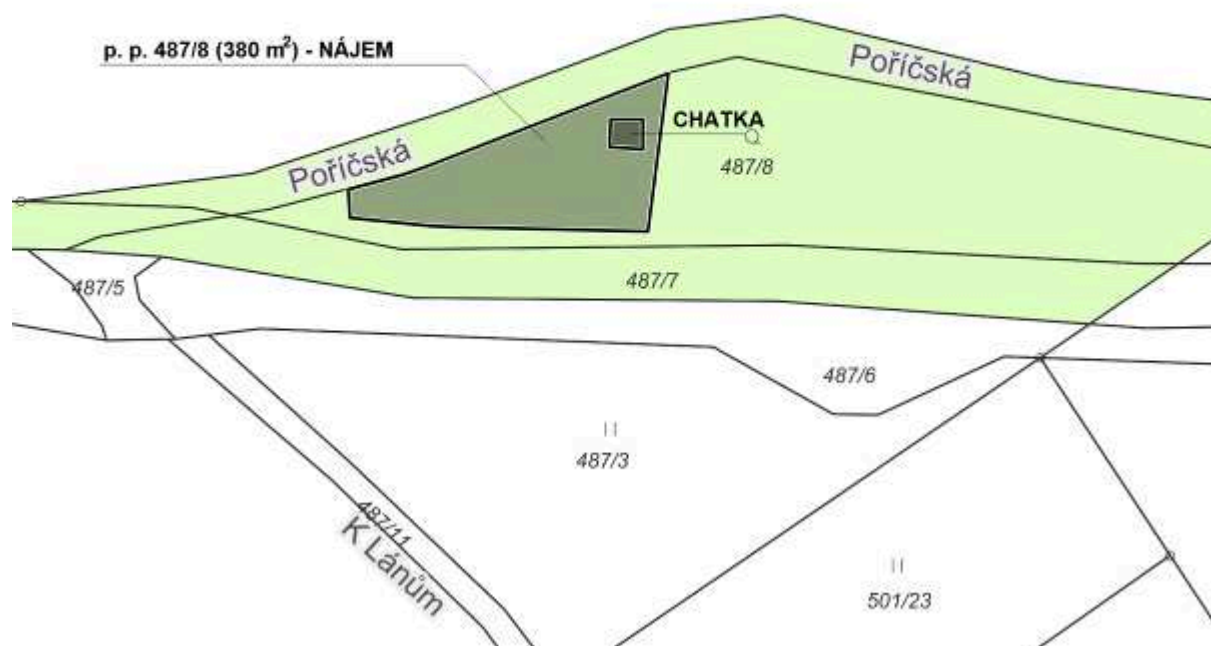 p. p. 487/8 (380 m²) - NÁJEM
Poříčská
CHATKA
Poříčská
487/8
487/5
487/7
487/6
487/3
487/11
K Lánům
501/23